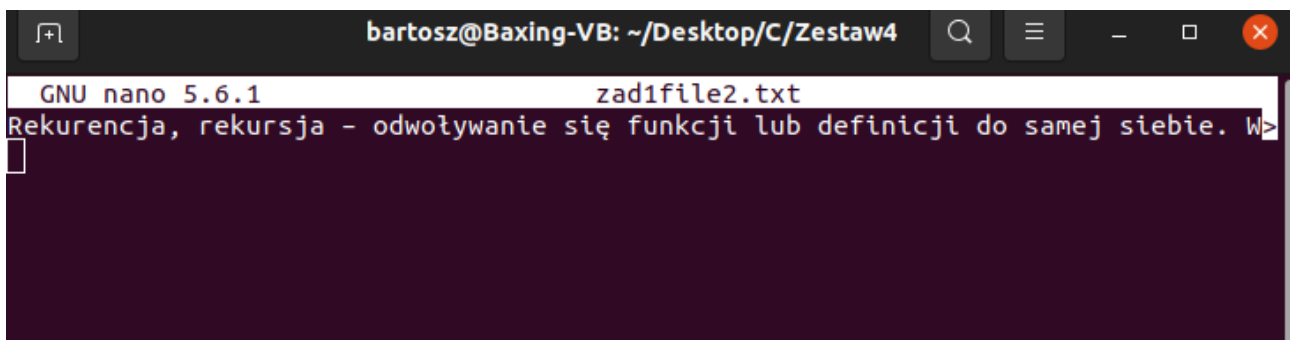 bartosz@Baxing-VB: ~/Desktop/C/Zestaw4
GNU nano 5.6.1 zad1file2.txt
Rekurencja, rekursja – odwoływanie się funkcji lub definicji do samej siebie. W>